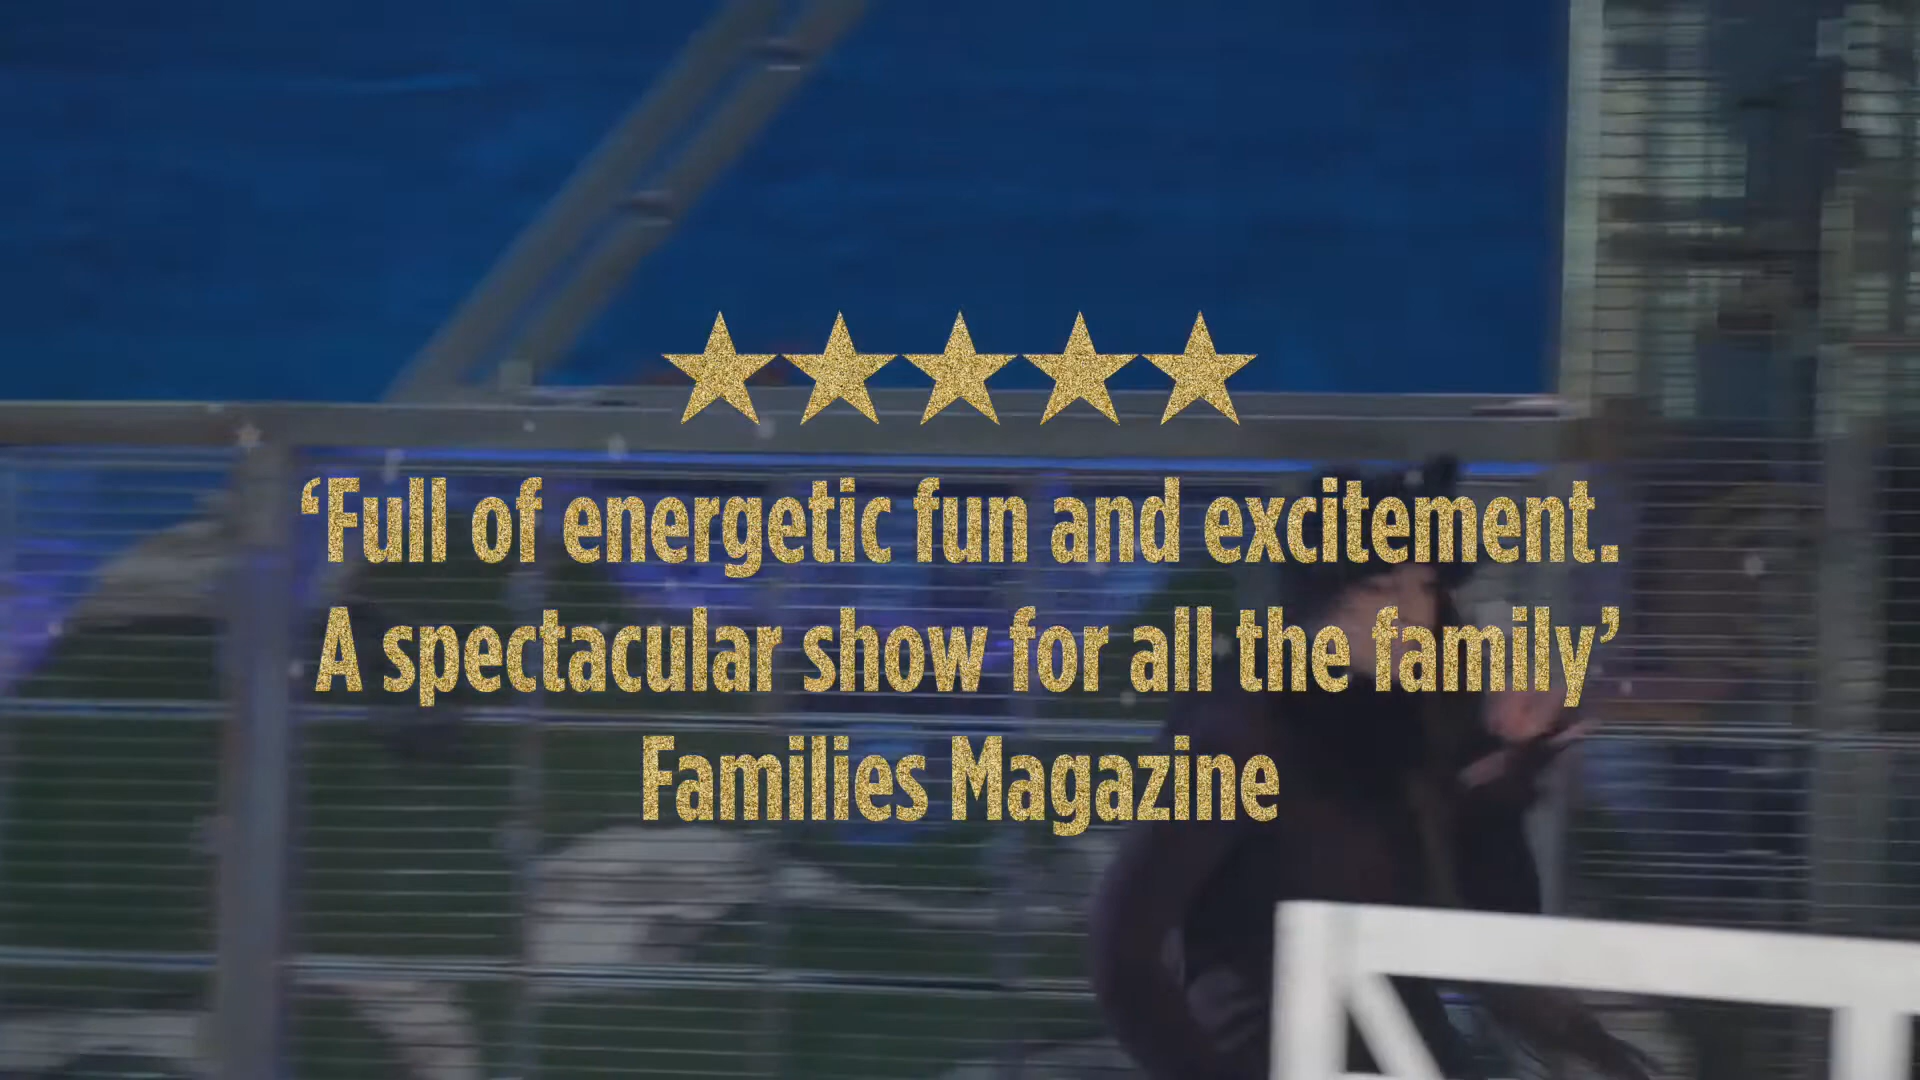 ‘Full of energetic fun and excitement.
A spectacular show for all the family’
Families Magazine